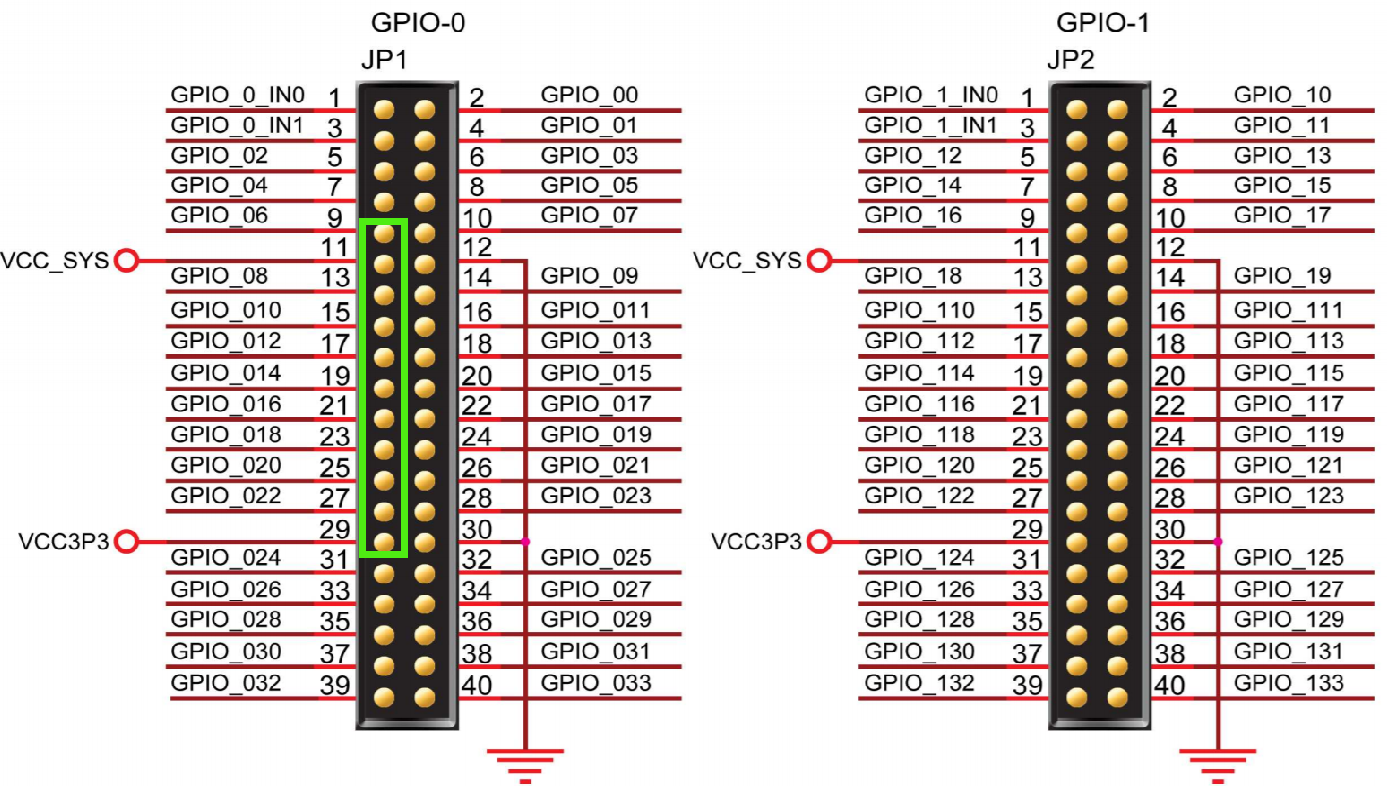 GPIO-0 GPIO-1
JP1 JP2
GPIO_0_IN0 1 2 GPIO_00 GPIO_1_IN0 1 2 GPIO_10
GPIO_0_IN1 3 4 GPIO_01 GPIO_1_IN1 3 4 GPIO_11
GPIO_02 5 6 GPIO_03 GPIO_12 5 6 GPIO_13
GPIO_04 7 8 GPIO_05 GPIO_14 7 8 GPIO_15
GPIO_06 9 10 GPIO_07 GPIO_16 9 10 GPIO_17
VCC_SYS 11 12 VCC_SYS 11 12
GPIO_08 13 14 GPIO_09 GPIO_18 13 14 GPIO_19
GPIO_010 15 16 GPIO_011 GPIO_110 15 16 GPIO_111
GPIO_012 17 18 GPIO_013 GPIO_112 17 18 GPIO_113
GPIO_014 19 20 GPIO_015 GPIO_114 19 20 GPIO_115
GPIO_016 21 22 GPIO_017 GPIO_116 21 22 GPIO_117
GPIO_018 23 24 GPIO_019 GPIO_118 23 24 GPIO_119
GPIO_020 25 26 GPIO_021 GPIO_120 25 26 GPIO_121
GPIO_022 27 28 GPIO_023 GPIO_122 27 28 GPIO_123
VCC3P3 29 30 VCC3P3 29 30
GPIO_024 31 32 GPIO_025 GPIO_124 31 32 GPIO_125
GPIO_026 33 34 GPIO_027 GPIO_126 33 34 GPIO_127
GPIO_028 35 36 GPIO_029 GPIO_128 35 36 GPIO_129
GPIO_030 37 38 GPIO_031 GPIO_130 37 38 GPIO_131
GPIO_032 39 40 GPIO_033 GPIO_132 39 40 GPIO_133